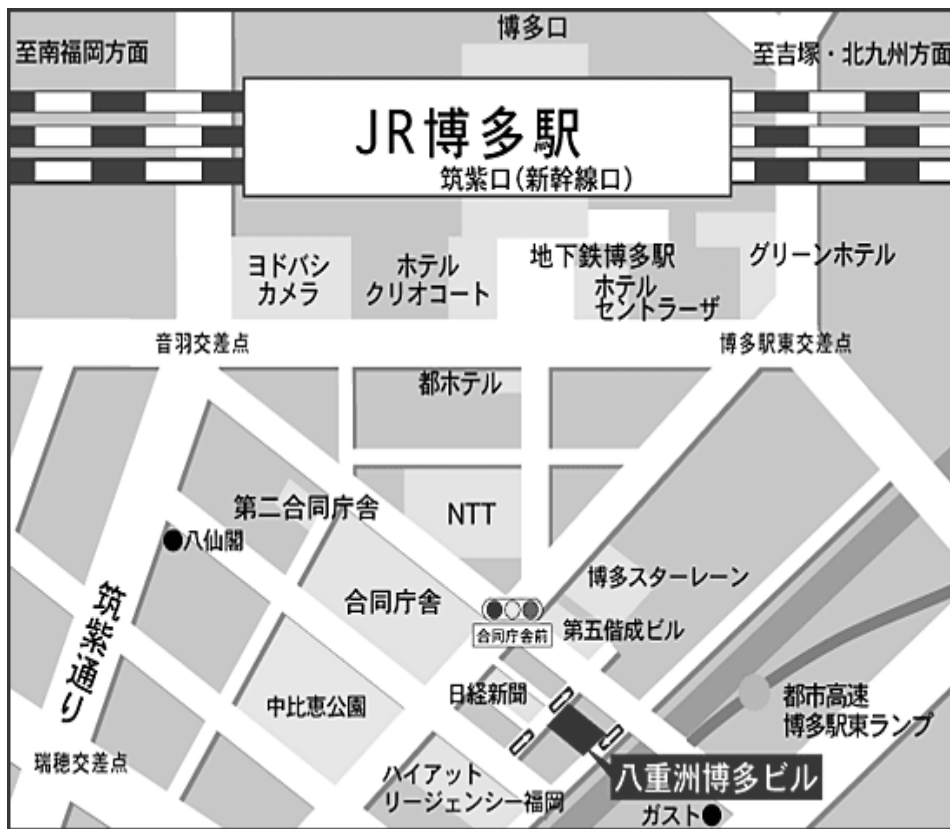 博多口
至南福岡方面
至吉塚・北九州方面
JR博多駅
筑紫口(新幹線口)
ヨドバシ
カメラ
ホテル
クリオコート
地下鉄博多駅
ホテル
セントラーザ
グリーンホテル
音羽交差点
博多駅東交差点
都ホテル
第二合同庁舎
NTT
八仙閣
博多スターレーン
合同庁舎
合同庁舎前
第五偕成ビル
筑紫通り
日経新聞
中比恵公園
都市高速
博多駅東ランプ
瑞穂交差点
ハイアット
リージェンシー福岡
八重洲博多ビル
ガスト